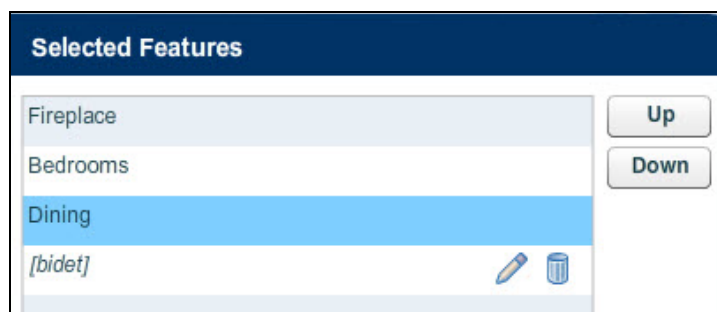 Selected Features
Fireplace
Up
Bedrooms
Down
Dining
[bidet]